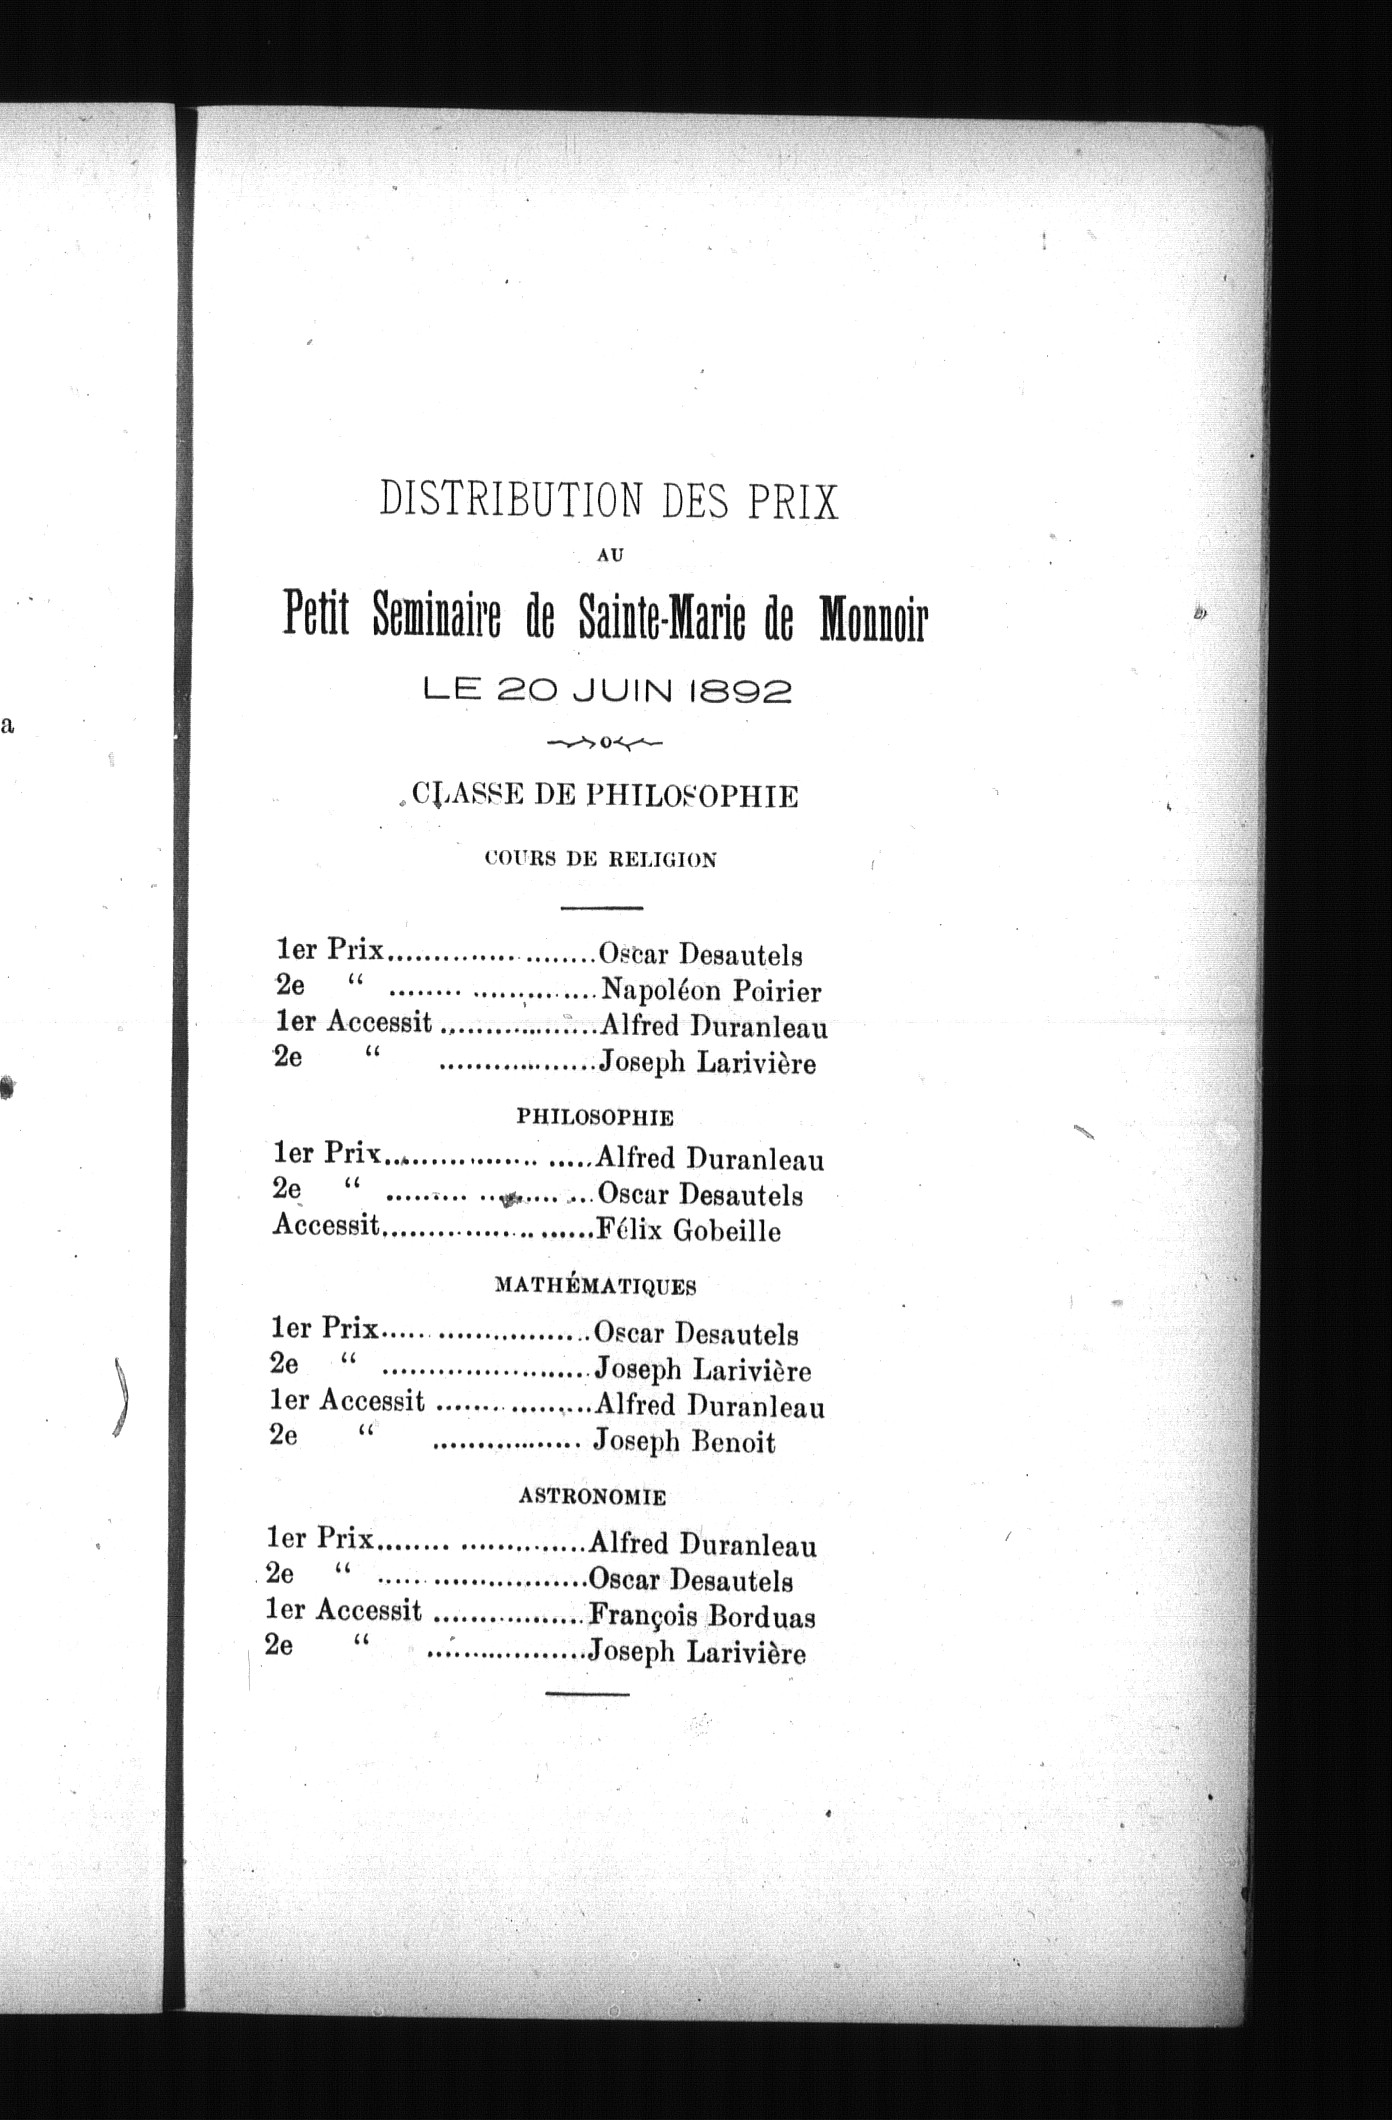 DISTRIBUTION DES PRIX
AU
Petit Seminaire de Sainte-Marie de Monnoir
LE 20 JUIN 1892
CLASSE DE PHILOSOPHIE
COURS DE RELIGION
1er Prix........................Oscar Desautels
2e “ ........................Napoléon Poirier
1er Accessit ..................Alfred Duranleau
2e “ ..................Joseph Larivière
PHILOSOPHIE
1er Prix........................Alfred Duranleau
2e “ ........................Oscar Desautels
Accessit........................Félix Gobeille
MATHÉMATIQUES
1er Prix........................Oscar Desautels
2e “ ........................Joseph Larivière
1er Accessit ..................Alfred Duranleau
2e “ .................. Joseph Benoit
ASTRONOMIE
1er Prix........................Alfred Duranleau
2e “ ........................Oscar Desautels
1er Accessit ..................François Borduas
2e “ ..................Joseph Larivière
a